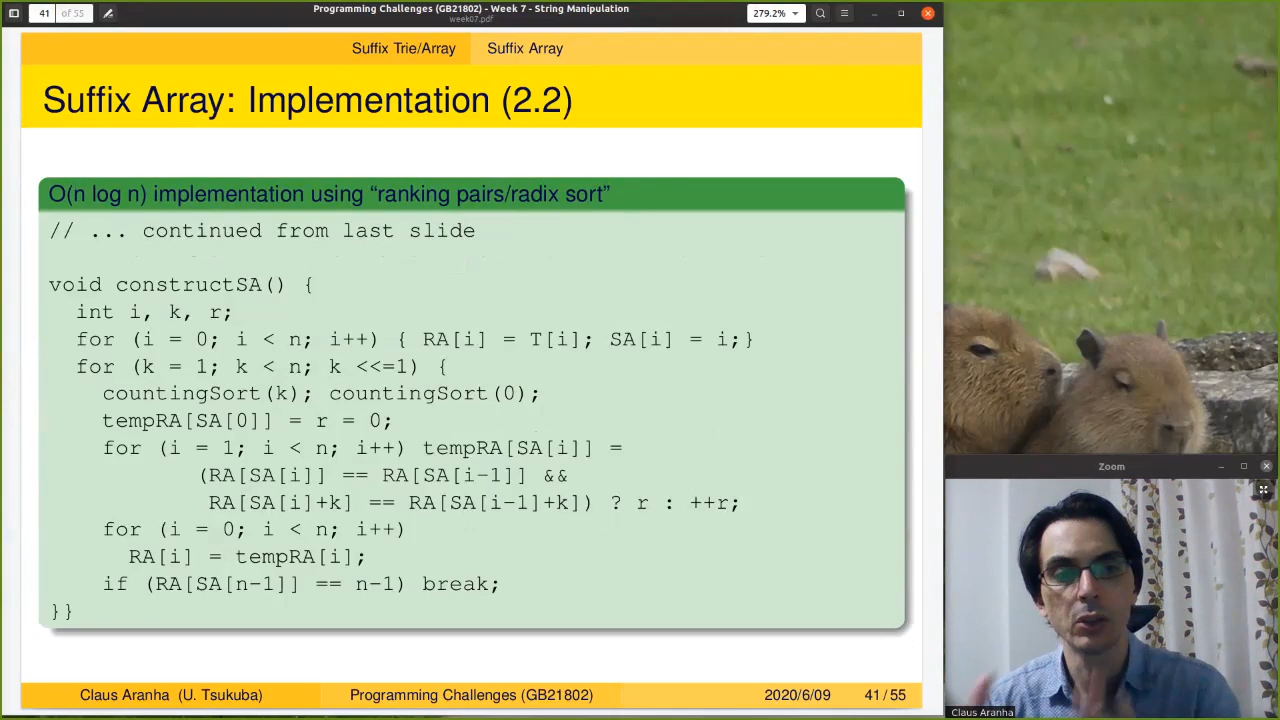 41 of 55
Programming Challenges (GB21802) - Week 7 - String Manipulation
week07.pdf
279.2%
Suffix Trie/Array
Suffix Array
Suffix Array: Implementation (2.2)
O(n log n) implementation using “ranking pairs/radix sort”
// ... continued from last slide
void constructSA() {
int i, k, r;
for (i = 0; i < n; i++) { RA[i] = T[i]; SA[i] = i;}
for (k = 1; k < n; k <<=1) {
countingSort(k); countingSort(0);
tempRA[SA[0]] = r = 0;
for (i = 1; i < n; i++) tempRA[SA[i]] =
(RA[SA[i]] == RA[SA[i-1]] &&
RA[SA[i]+k] == RA[SA[i-1]+k]) ? r : ++r;
for (i = 0; i < n; i++)
RA[i] = tempRA[i];
if (RA[SA[n-1]] == n-1) break;
}}
Claus Aranha (U. Tsukuba)
Programming Challenges (GB21802)
2020/6/09
41 / 55
Zoom
Claus Aranha